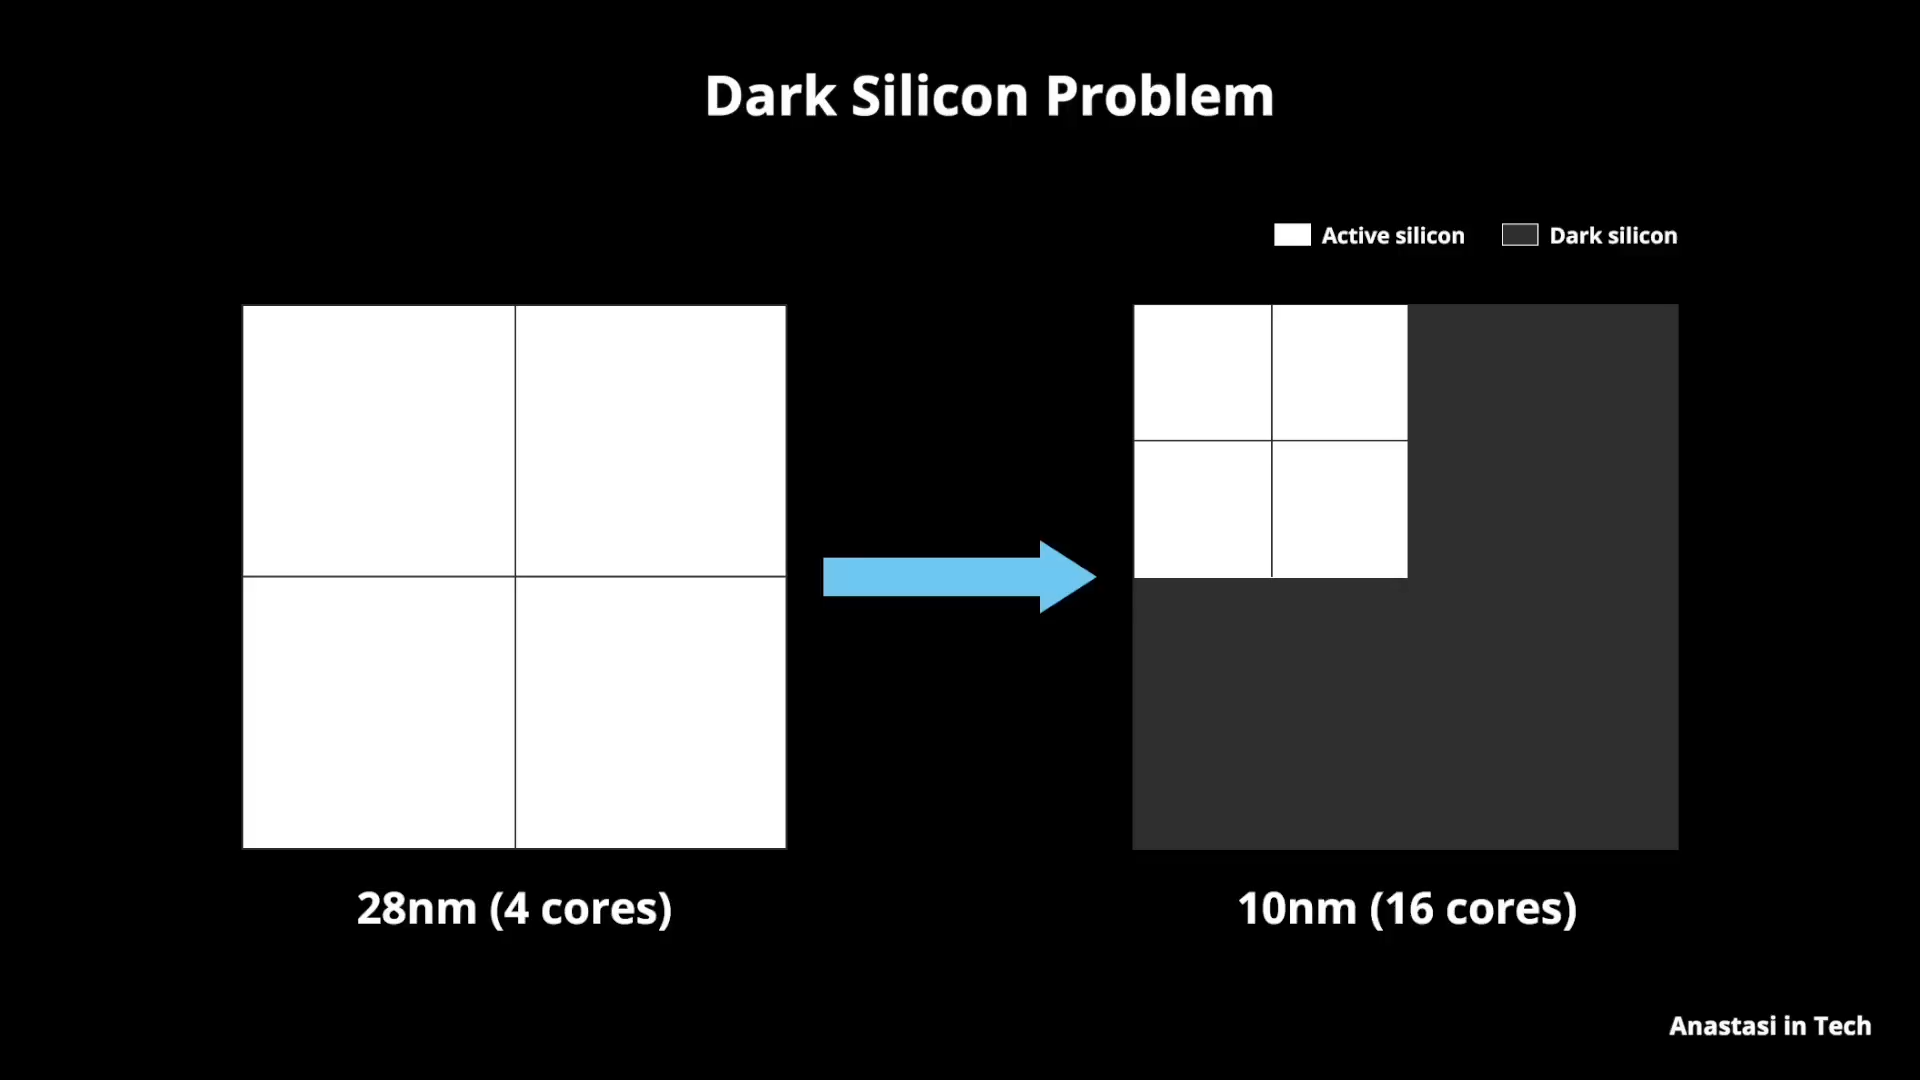 Dark Silicon Problem
Active silicon
Dark silicon
28nm (4 cores)
10nm (16 cores)
Anastasi in Tech